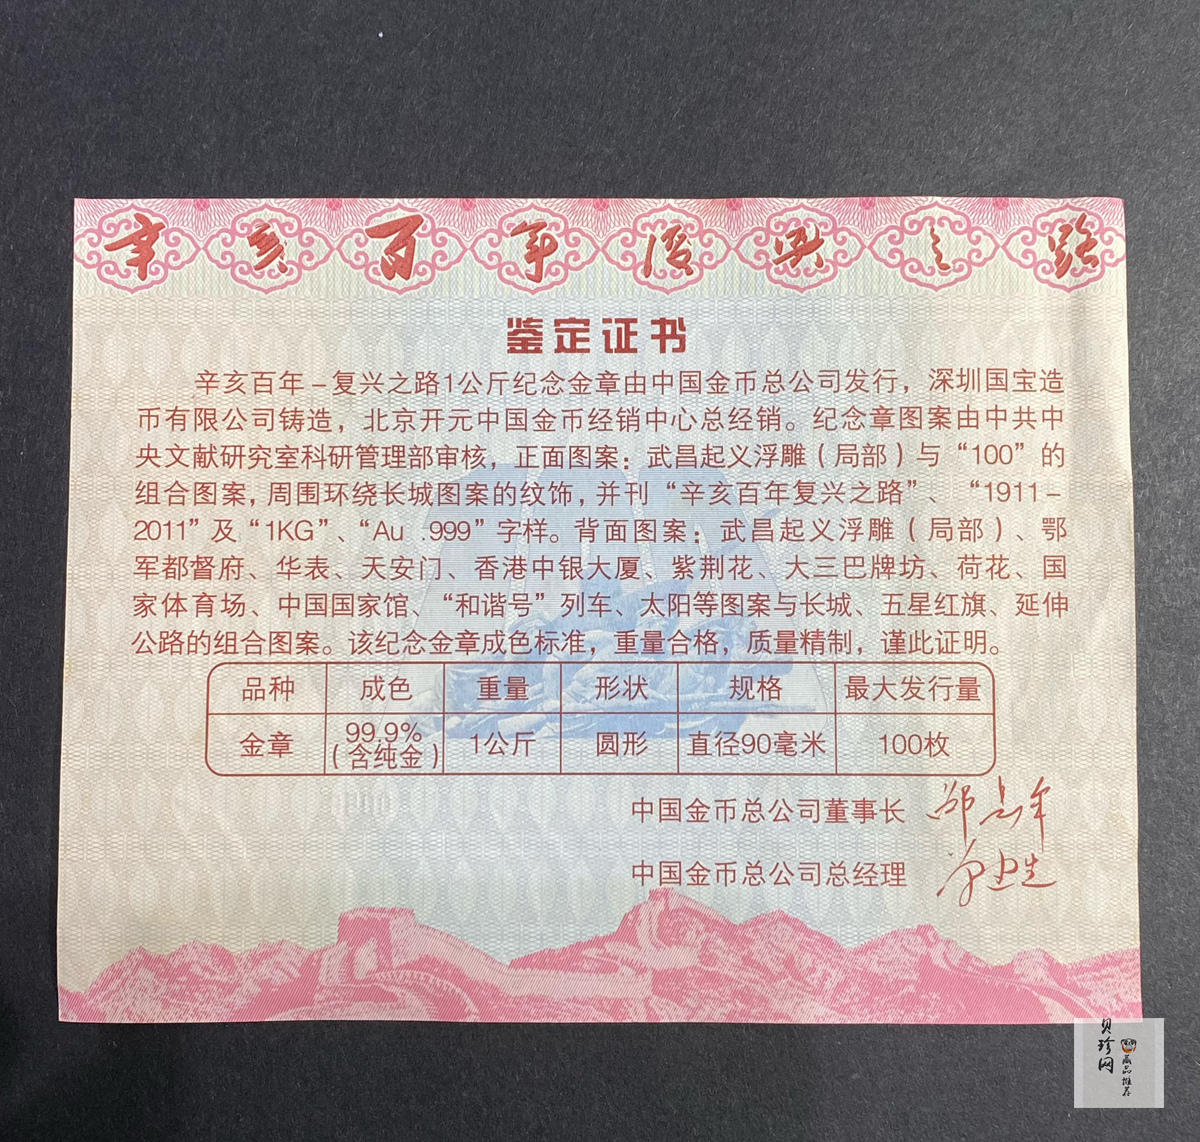 辛亥百年復興之路
鉴定证书
辛亥百年-复兴之路1公斤纪念金章由中国金币总公司发行，深圳国宝造
币有限公司铸造，北京开元中国金币经销中心总经销。纪念章图案由中共中
央文献研究室科研管理部审核，正面图案：武昌起义浮雕（局部）与“100”的
组合图案，周围环绕长城图案的纹饰，并刊“辛亥百年复兴之路”、“1911-
2011”及“1KG”、“Au .999”字样。背面图案：武昌起义浮雕（局部）、鄂
军都督府、华表、天安门、香港中银大厦、紫荆花、大三巴牌坊、荷花、国
家体育场、中国国家馆、“和谐号”列车、太阳等图案与长城、五星红旗、延伸
公路的组合图案。该纪念金章成色标准，重量合格，质量精制，谨此证明。
品种 成色 重量 形状 规格 最大发行量
金章 99.9%（含纯金） 1公斤 圆形 直径90毫米 100枚
中国金币总公司董事长
中国金币总公司总经理
贝珍网
藏品推荐